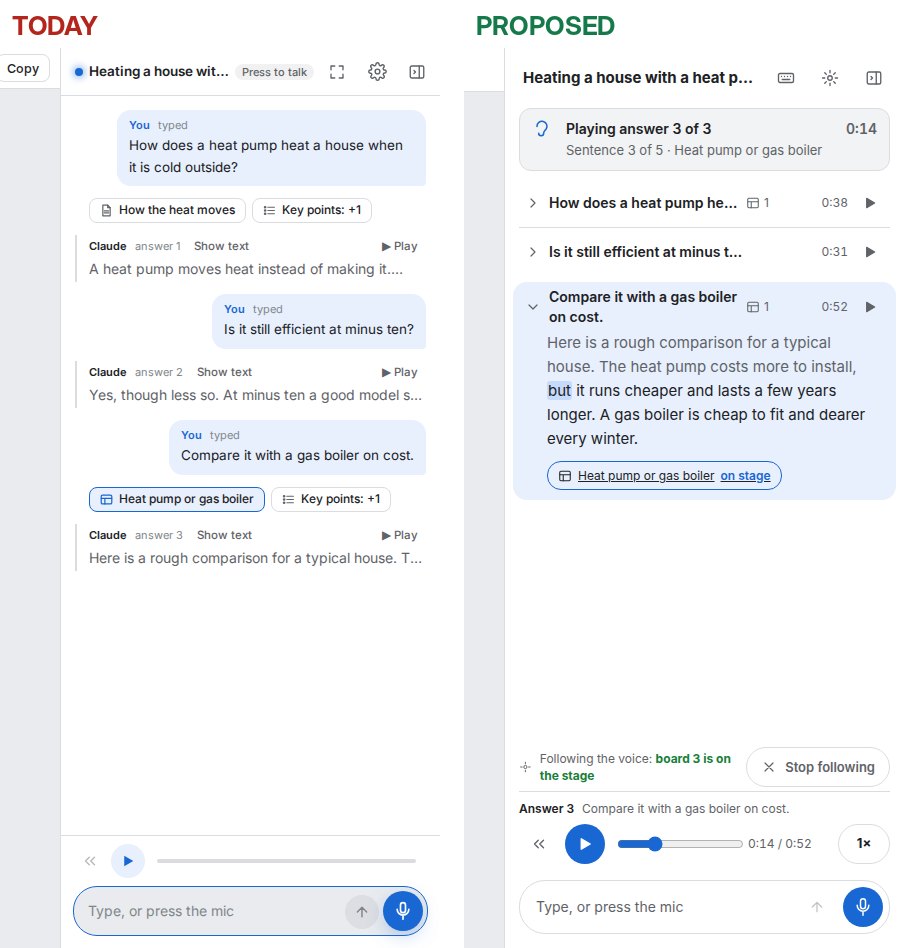 TODAY
Copy
Heating a house wit... Press to talk
You typed
How does a heat pump heat a house when
it is cold outside?
How the heat moves
Key points: +1
Claude answer 1 Show text ▶ Play
A heat pump moves heat instead of making it....
You typed
Is it still efficient at minus ten?
Claude answer 2 Show text ▶ Play
Yes, though less so. At minus ten a good model s...
You typed
Compare it with a gas boiler on cost.
Heat pump or gas boiler
Key points: +1
Claude answer 3 Show text ▶ Play
Here is a rough comparison for a typical house. T...
Type, or press the mic
PROPOSED
Heating a house with a heat p...
Playing answer 3 of 3 0:14
Sentence 3 of 5 · Heat pump or gas boiler
How does a heat pump he... 1 0:38
Is it still efficient at minus t... 0:31
Compare it with a gas boiler
on cost.
1 0:52
Here is a rough comparison for a typical
house. The heat pump costs more to install,
but it runs cheaper and lasts a few years
longer. A gas boiler is cheap to fit and dearer
every winter.
Heat pump or gas boiler on stage
Following the voice: board 3 is on
the stage
Stop following
Answer 3 Compare it with a gas boiler on cost.
0:14 / 0:52
1×
Type, or press the mic